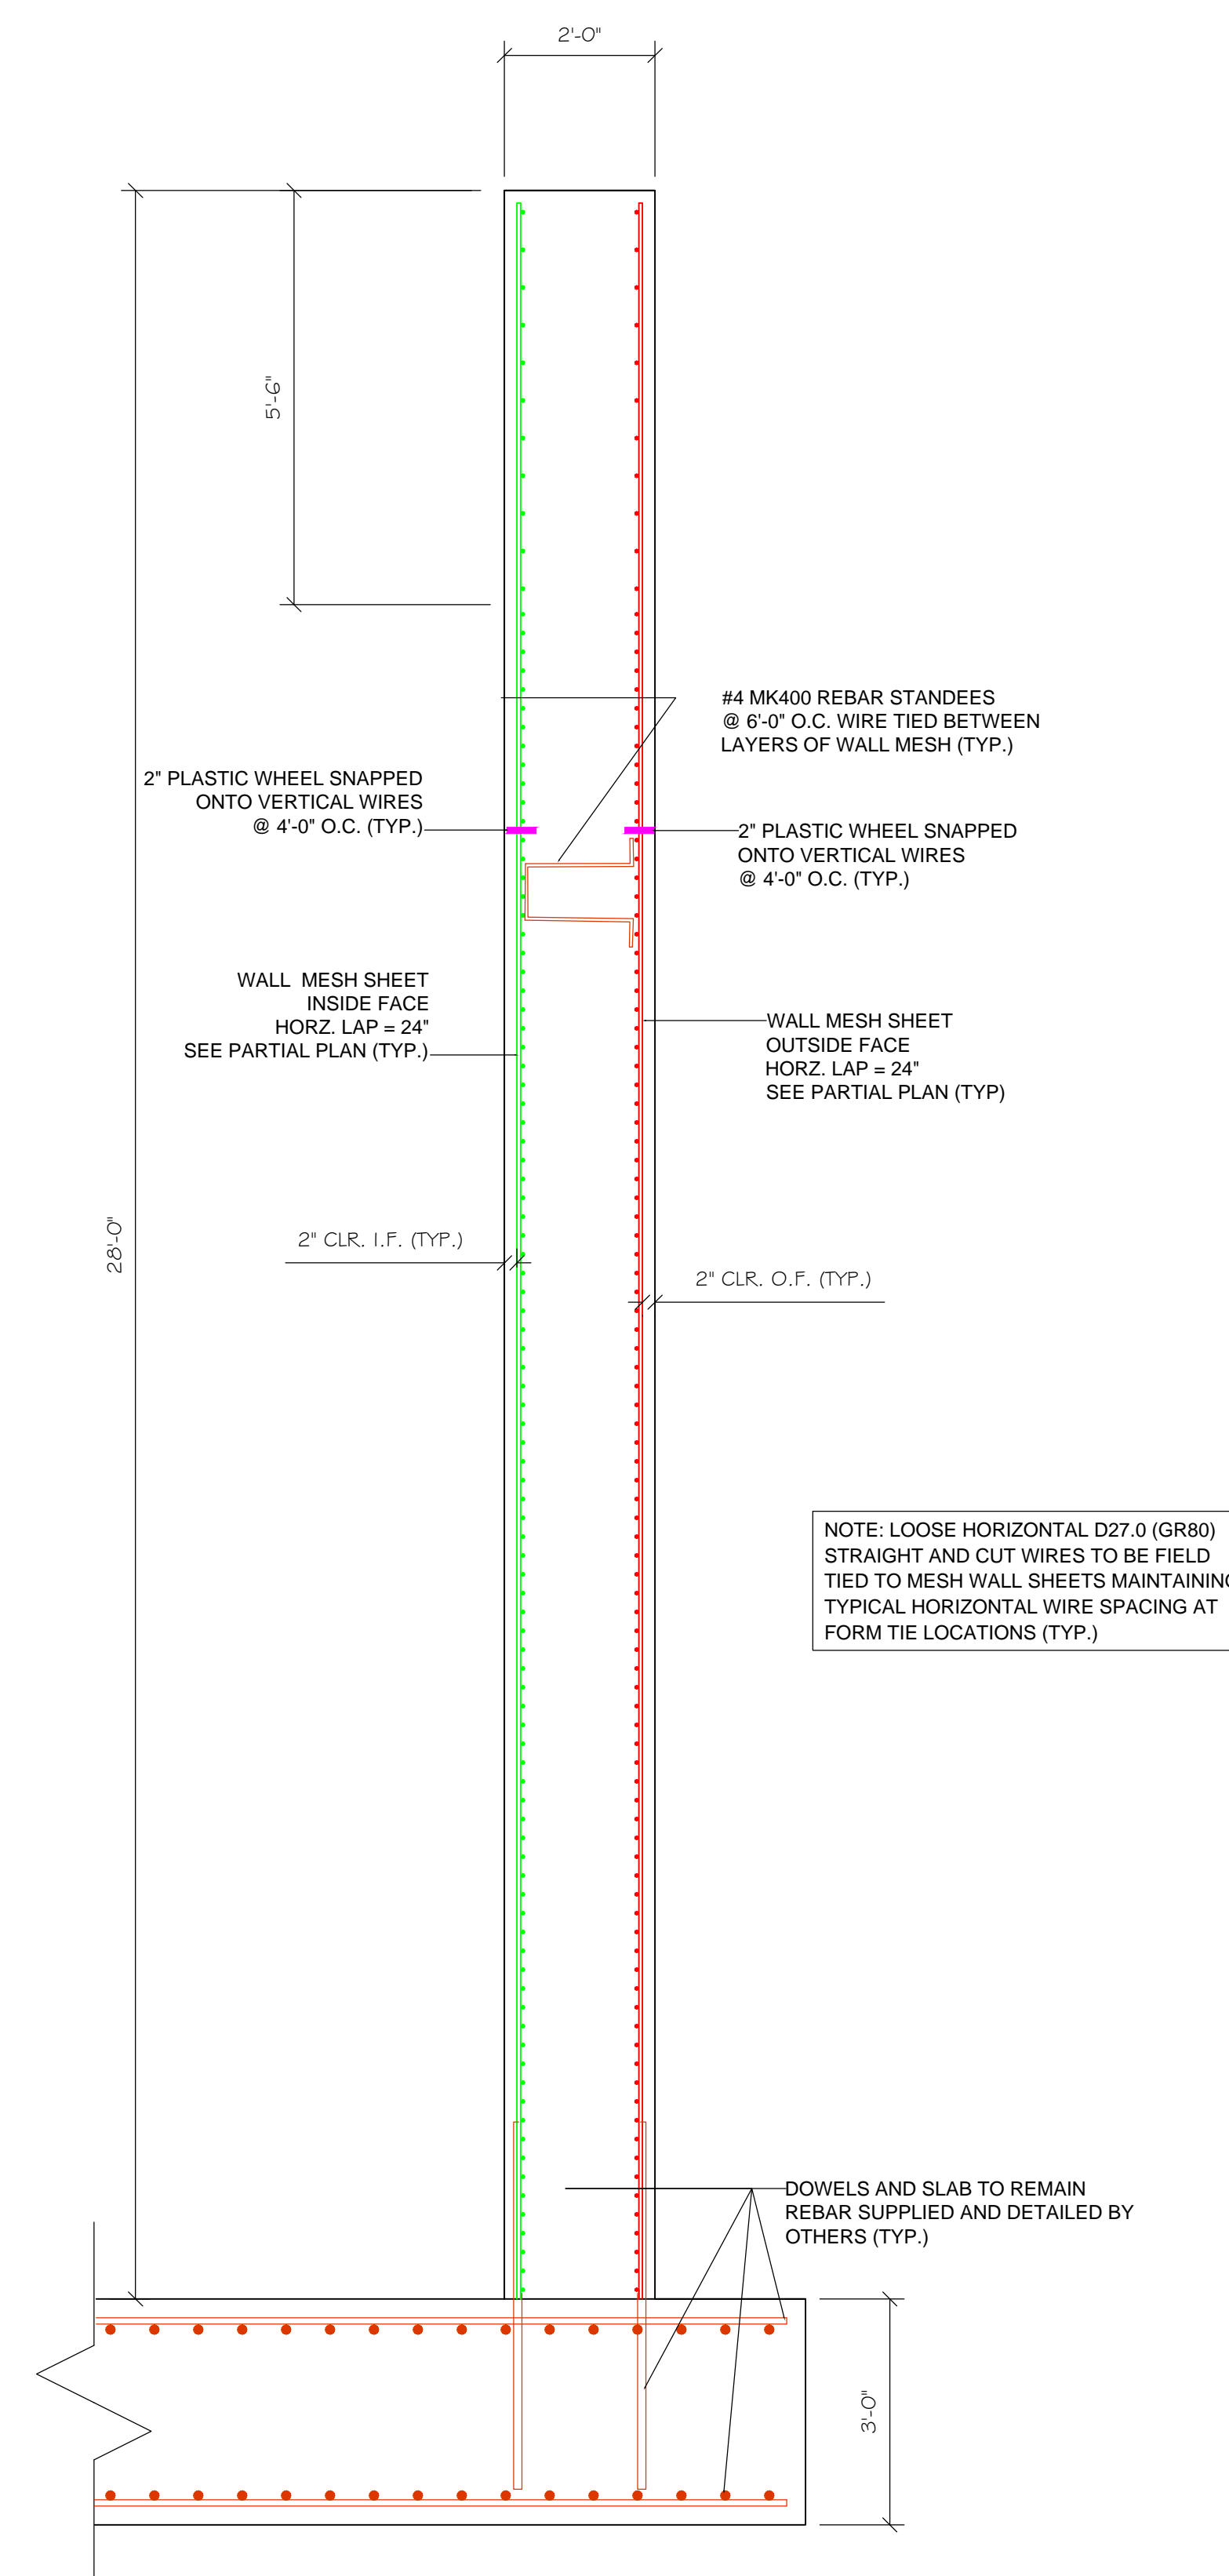 2'-0"
5'-6"
#4 MK400 REBAR STANDEES
@ 6'-0" O.C. WIRE TIED BETWEEN
LAYERS OF WALL MESH (TYP.)
2" PLASTIC WHEEL SNAPPED
ONTO VERTICAL WIRES
@ 4'-0" O.C. (TYP.)
2" PLASTIC WHEEL SNAPPED
ONTO VERTICAL WIRES
@ 4'-0" O.C. (TYP.)
WALL MESH SHEET
INSIDE FACE
HORZ. LAP = 24"
SEE PARTIAL PLAN (TYP.)
WALL MESH SHEET
OUTSIDE FACE
HORZ. LAP = 24"
SEE PARTIAL PLAN (TYP)
28'-0"
2" CLR. I.F. (TYP.)
2" CLR. O.F. (TYP.)
NOTE: LOOSE HORIZONTAL D27.0 (GR80)
STRAIGHT AND CUT WIRES TO BE FIELD
TIED TO MESH WALL SHEETS MAINTAINING
TYPICAL HORIZONTAL WIRE SPACING AT
FORM TIE LOCATIONS (TYP.)
DOWELS AND SLAB TO REMAIN
REBAR SUPPLIED AND DETAILED BY
OTHERS (TYP.)
3'-0"